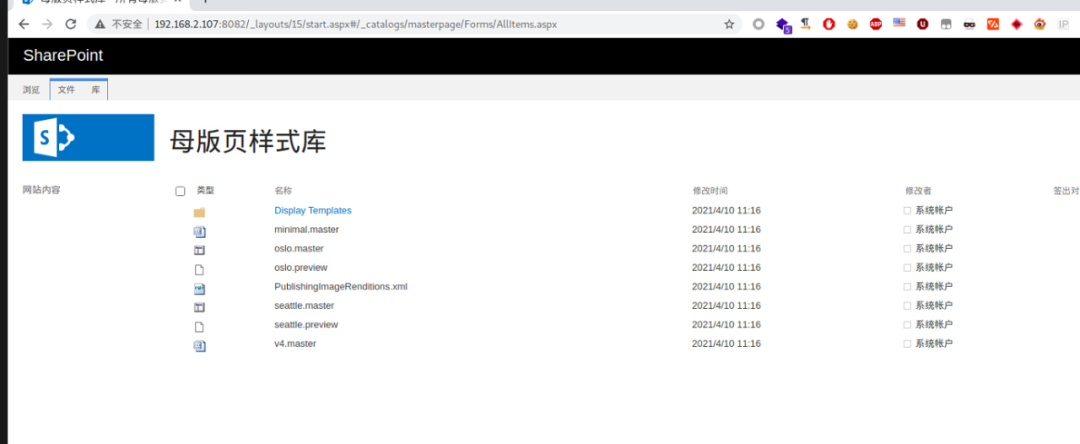 不安全 192.168.2.107:8082/_layouts/15/start.aspx#/_catalogs/masterpage/Forms/AllItems.aspx
SharePoint
浏览 文件 库
母版页样式库
网站内容
类型 名称 修改时间 修改者 签出对
Display Templates 2021/4/10 11:16 系统帐户
minimal.master 2021/4/10 11:16 系统帐户
oslo.master 2021/4/10 11:16 系统帐户
oslo.preview 2021/4/10 11:16 系统帐户
PublishingImageRenditions.xml 2021/4/10 11:16 系统帐户
seattle.master 2021/4/10 11:16 系统帐户
seattle.preview 2021/4/10 11:16 系统帐户
v4.master 2021/4/10 11:16 系统帐户